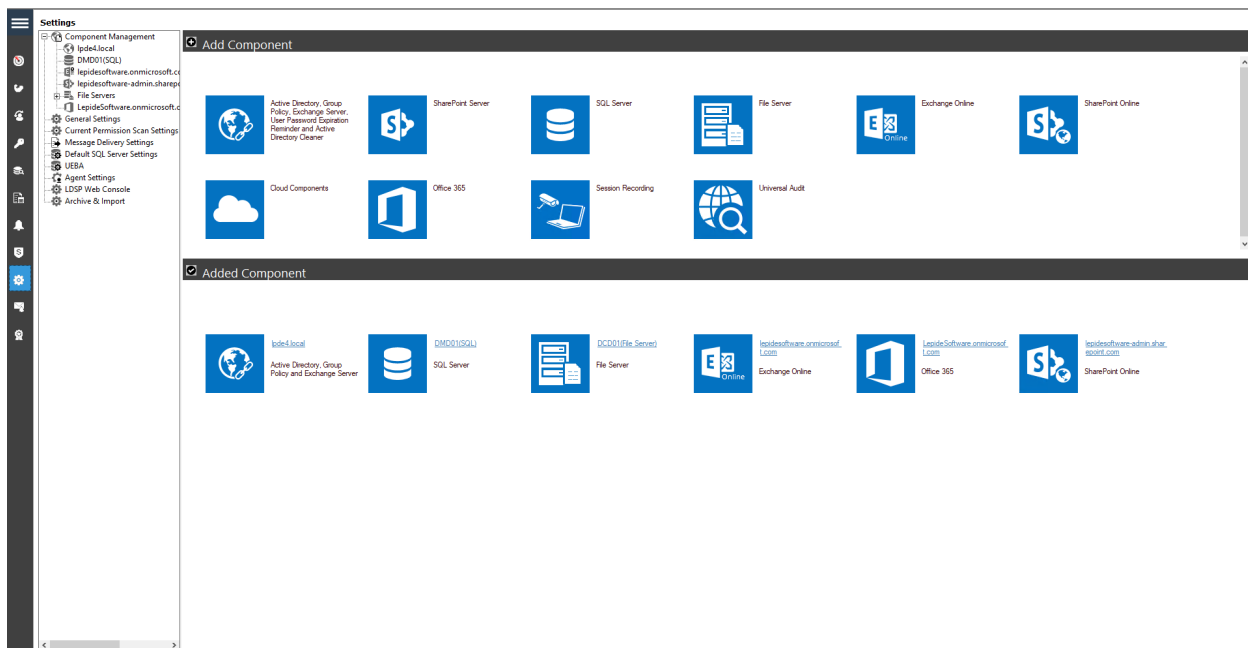 Settings
Component Management
lpde4.local
DMD01(SQL)
lepidesoftware.onmicrosoft.co
lepidesoftware-admin.sharepo
File Servers
LepideSoftware.onmicrosoft.c
General Settings
Current Permission Scan Settings
Message Delivery Settings
Default SQL Server Settings
UEBA
Agent Settings
LDSP Web Console
Archive & Import
Add Component
Active Directory, Group
Policy, Exchange Server,
User Password Expiration
Reminder and Active
Directory Cleaner
SharePoint Server
SQL Server
File Server
Exchange Online
SharePoint Online
Cloud Components
Office 365
Session Recording
Universal Audit
S
E
Online
S
Added Component
lpde4.local
Active Directory, Group
Policy and Exchange Server
DMD01(SQL)
SQL Server
DCD01(File Server)
File Server
E
Online
lepidesoftware.onmicrosof
t.com
Exchange Online
LepideSoftware.onmicrosof
t.com
Office 365
S
lepidesoftware-admin.shar
epoint.com
SharePoint Online